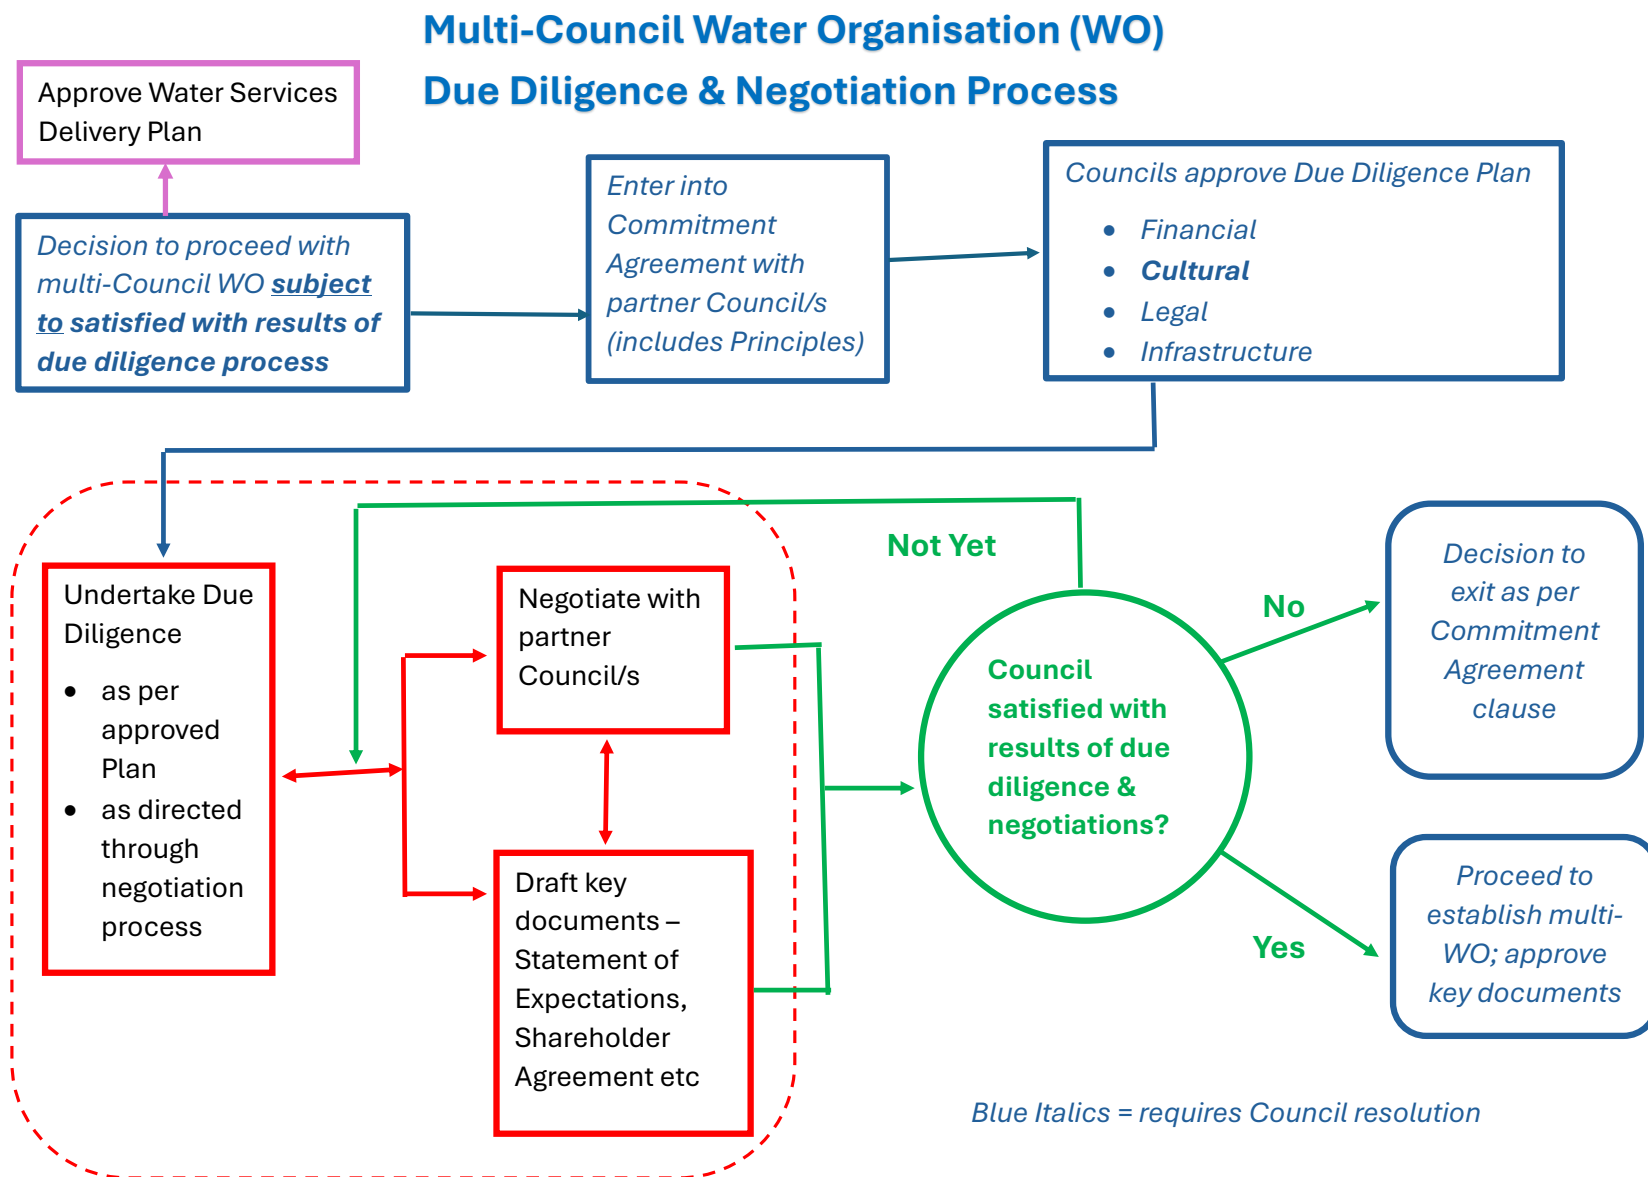 Multi-Council Water Organisation (WO)
Due Diligence & Negotiation Process
Approve Water Services
Delivery Plan
Decision to proceed with
multi-Council WO subject
to satisfied with results of
due diligence process
Enter into
Commitment
Agreement with
partner Council/s
(includes Principles)
Councils approve Due Diligence Plan
• Financial
• Cultural
• Legal
• Infrastructure
Undertake Due
Diligence
• as per
approved
Plan
• as directed
through
negotiation
process
Negotiate with
partner
Council/s
Draft key
documents –
Statement of
Expectations,
Shareholder
Agreement etc
Not Yet
Council
satisfied with
results of due
diligence &
negotiations?
No
Decision to
exit as per
Commitment
Agreement
clause
Yes
Proceed to
establish multi-
WO; approve
key documents
Blue Italics = requires Council resolution